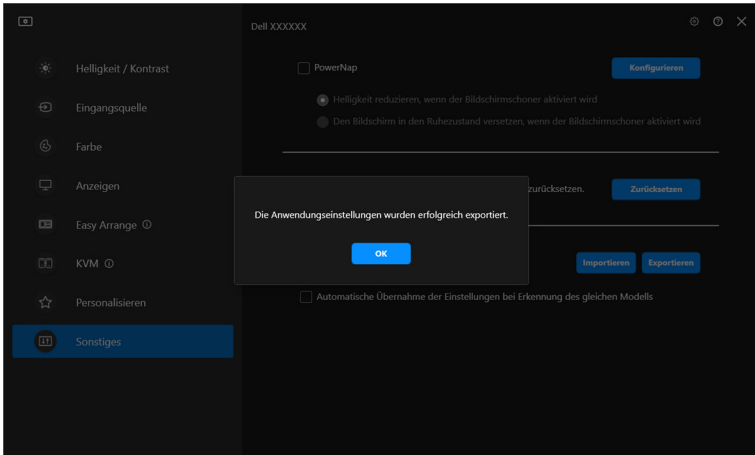 Dell XXXXXX
Helligkeit / Kontrast
Eingangsquelle
Farbe
Anzeigen
Easy Arrange
KVM
Personalisieren
Sonstiges
PowerNap
Konfigurieren
Helligkeit reduzieren, wenn der Bildschirmschoner aktiviert wird
Den Bildschirm in den Ruhezustand versetzen, wenn der Bildschirmschoner aktiviert wird
zurücksetzen.
Zurücksetzen
Die Anwendungseinstellungen wurden erfolgreich exportiert.
OK
Importieren
Exportieren
Automatische Übernahme der Einstellungen bei Erkennung des gleichen Modells